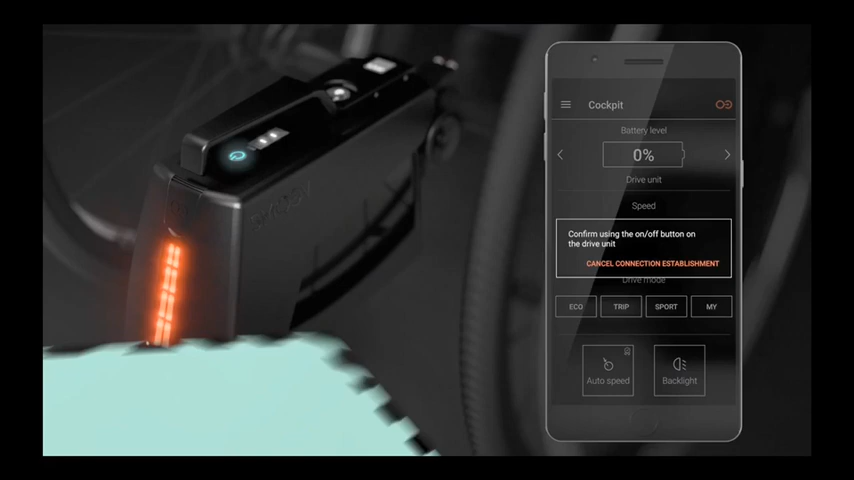 Cockpit
Battery level
0%
Drive unit
Speed
Confirm using the on/off button on
the drive unit
CANCEL CONNECTION ESTABLISHMENT
Drive mode
ECO
TRIP
SPORT
MY
Auto speed
Backlight